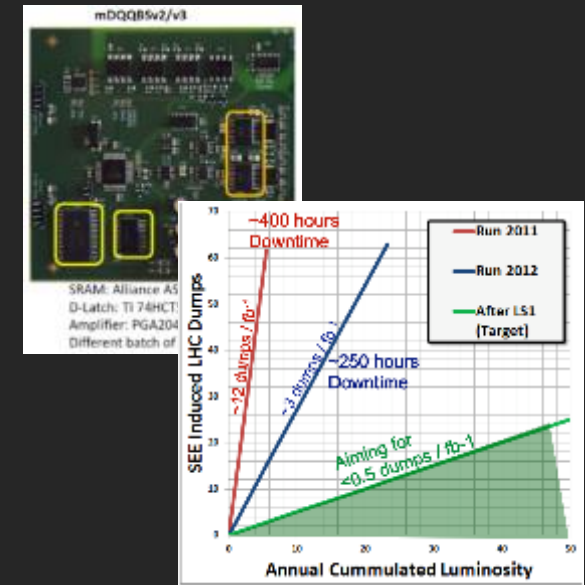 mDQQBSv2/v3
SRAM: Alliance AS
D-Latch: TI 74HCT
Amplifier: PGA204
Different batch of
~400 hours
Downtime
Run 2011
Run 2012
After LS1
(Target)
~12 dumps / fb-1
~3 dumps / fb-1
~250 hours
Downtime
Aiming for
<0.5 dumps / fb-1
SEE Induced LHC Dumps
70
60
50
40
30
20
10
0
0 10 20 30 40 50
Annual Cummulated Luminosity